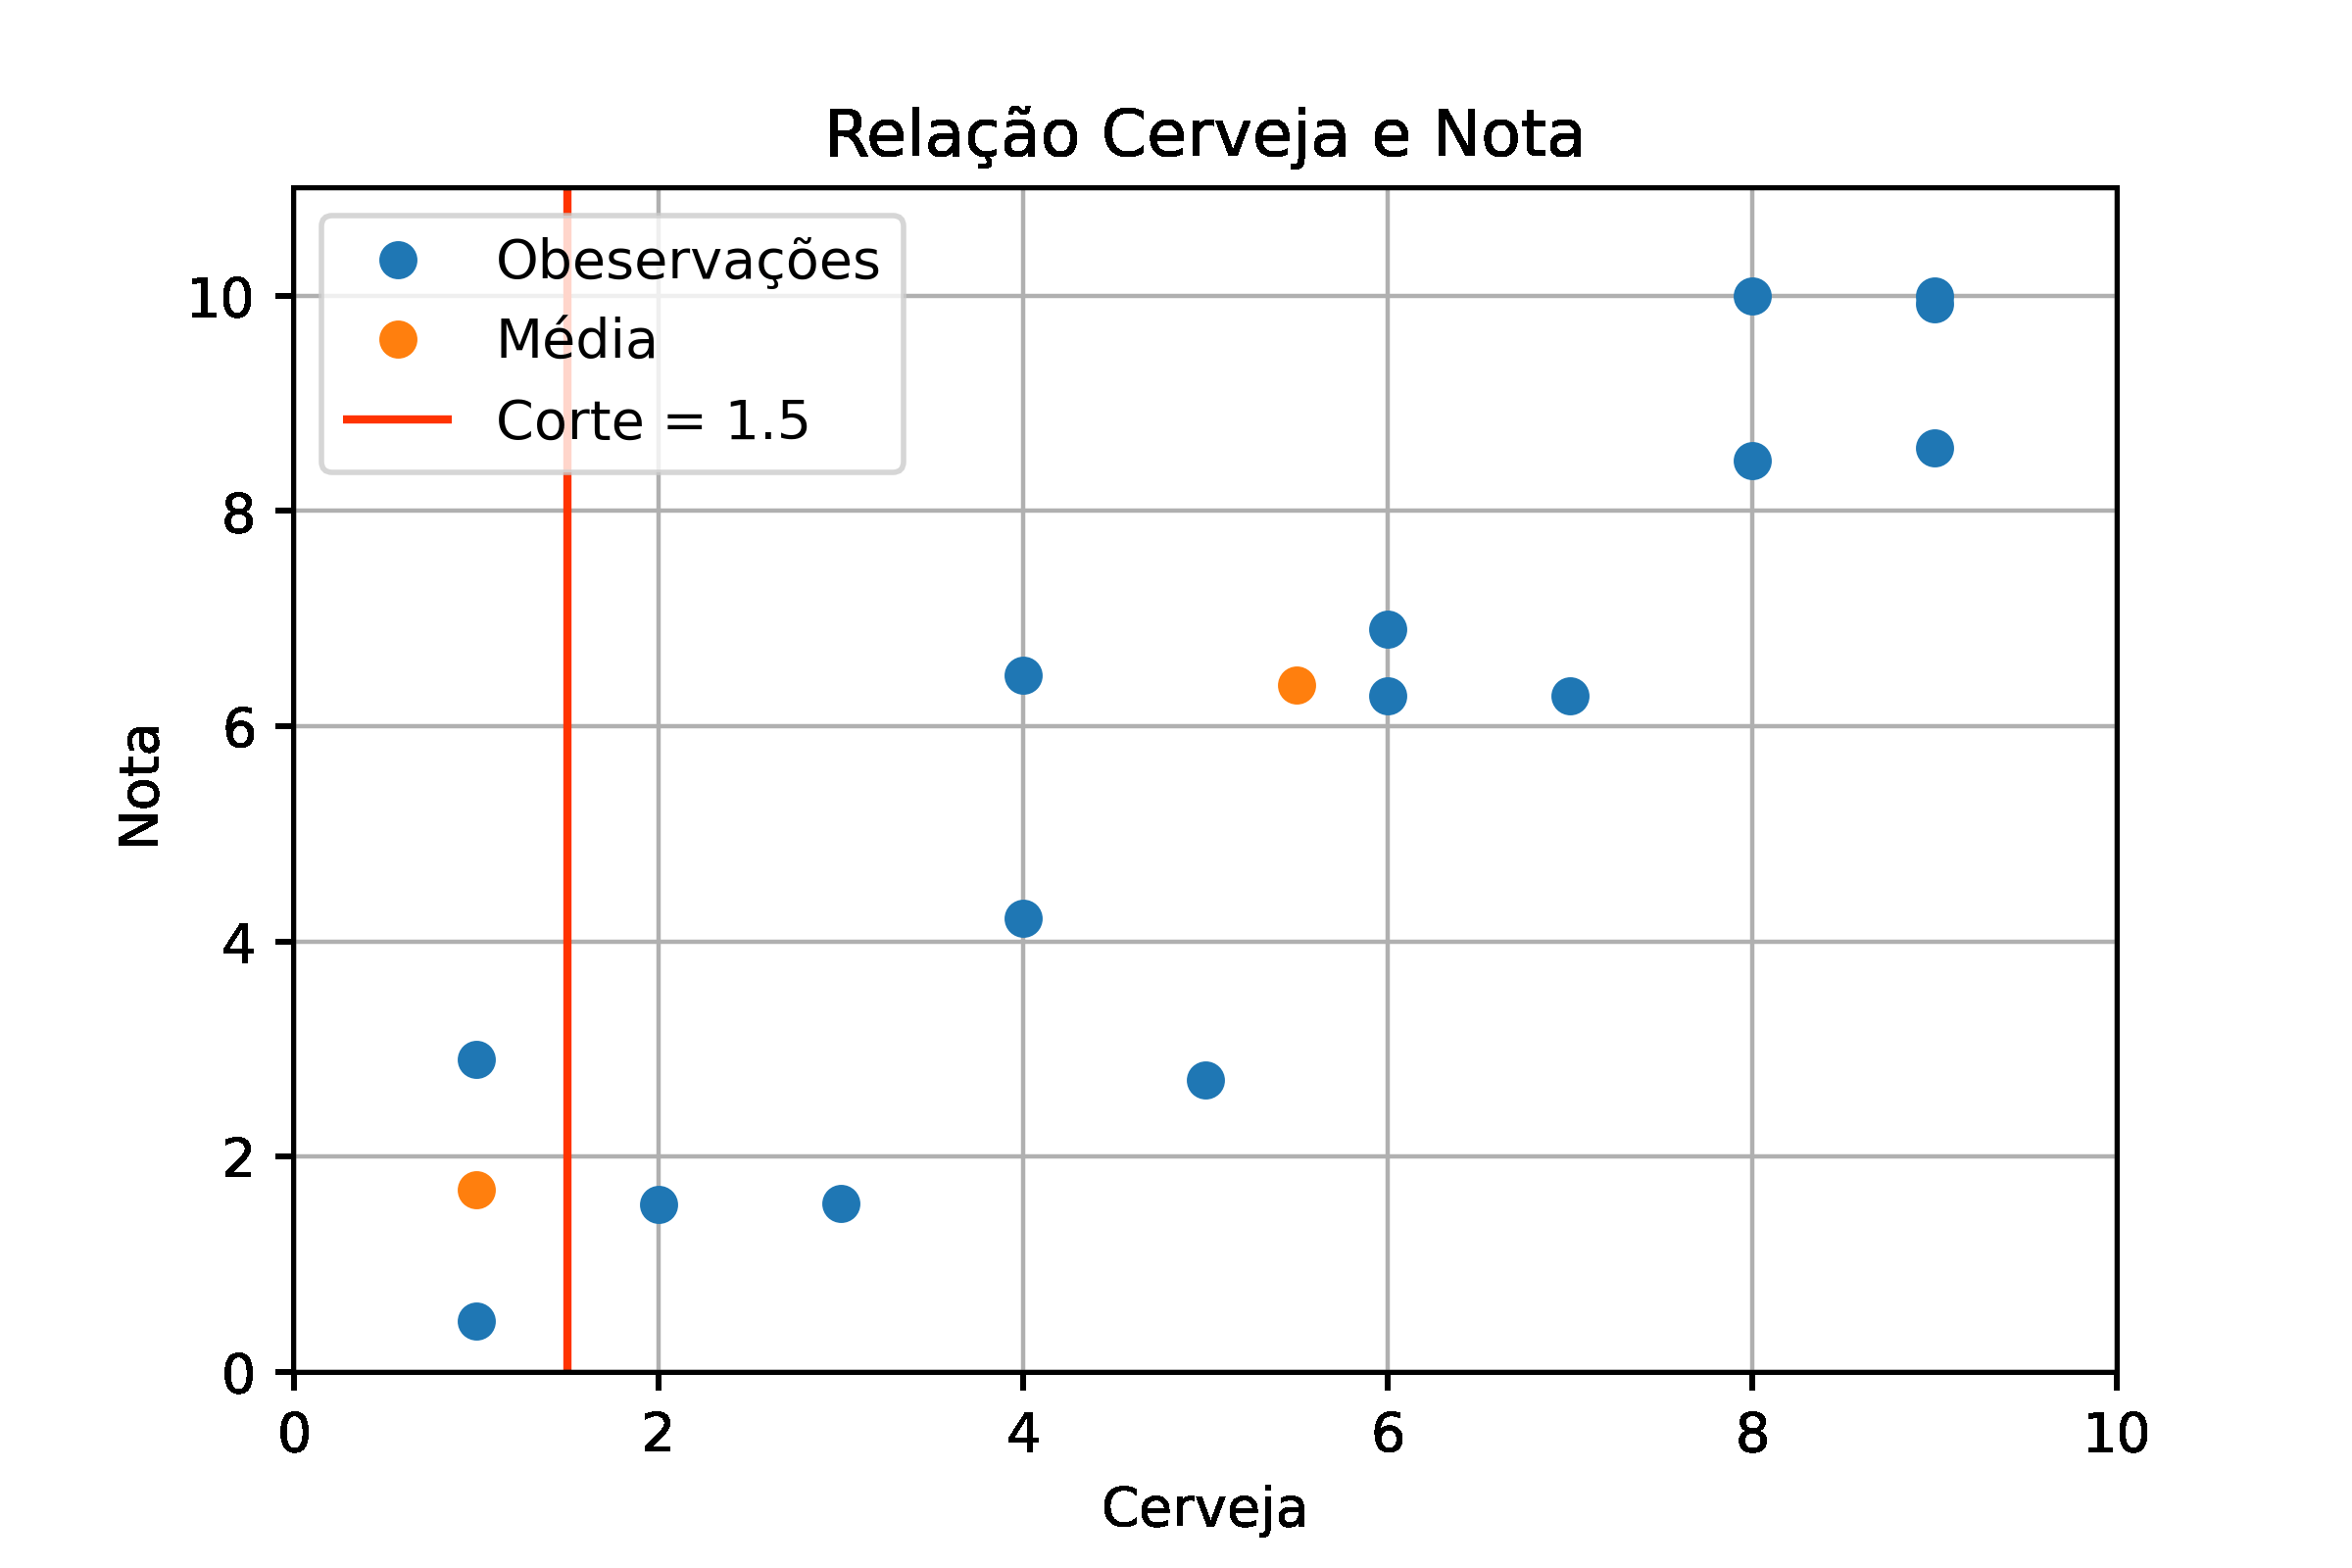 Relação Cerveja e Nota
Obeservações
Média
Corte = 1.5
10
8
6
4
2
0
Nota
0 2 4 6 8 10
Cerveja